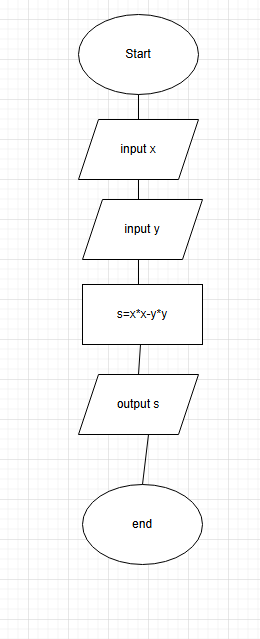 Start
input x
input y
s=x*x-y*y
output s
end